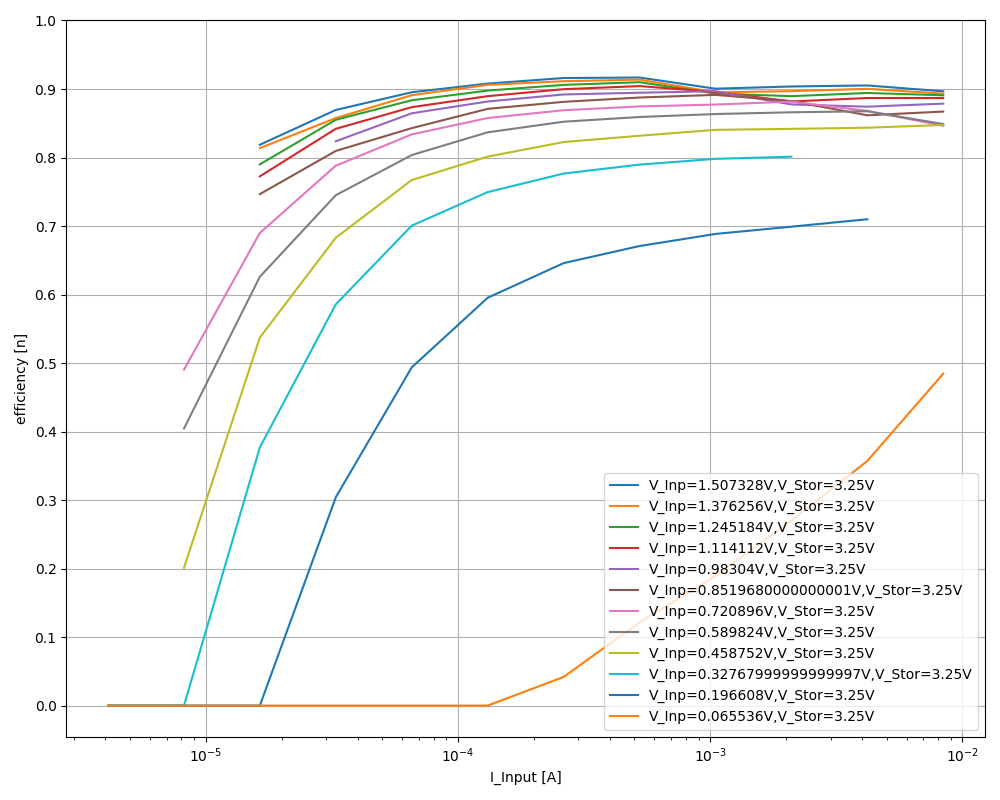 1.0
0.9
0.8
0.7
0.6
0.5
0.4
0.3
0.2
0.1
0.0
efficiency [n]
10⁻⁵
10⁻⁴
10⁻³
10⁻²
I_Input [A]
V_Inp=1.507328V,V_Stor=3.25V
V_Inp=1.376256V,V_Stor=3.25V
V_Inp=1.245184V,V_Stor=3.25V
V_Inp=1.114112V,V_Stor=3.25V
V_Inp=0.98304V,V_Stor=3.25V
V_Inp=0.8519680000000001V,V_Stor=3.25V
V_Inp=0.720896V,V_Stor=3.25V
V_Inp=0.589824V,V_Stor=3.25V
V_Inp=0.458752V,V_Stor=3.25V
V_Inp=0.32767999999999997V,V_Stor=3.25V
V_Inp=0.196608V,V_Stor=3.25V
V_Inp=0.065536V,V_Stor=3.25V